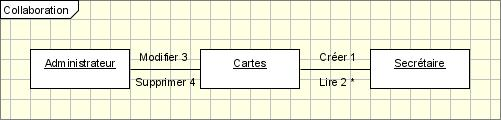 Collaboration
Modifier 3
Créer 1
Administrateur
Cartes
Secrétaire
Supprimer 4
Lire 2 *